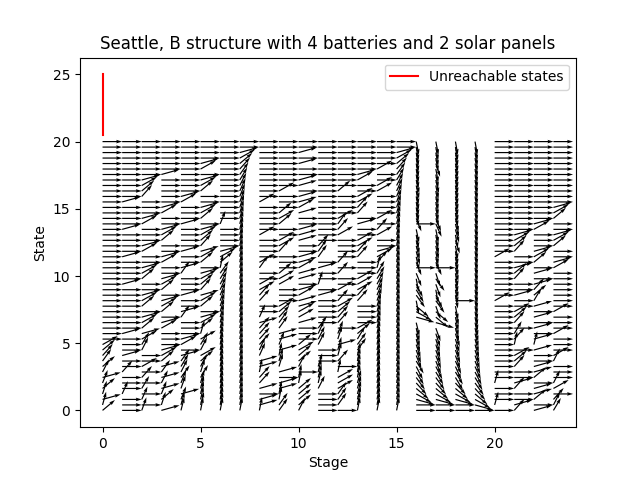 Seattle, B structure with 4 batteries and 2 solar panels
Unreachable states
25
20
15
10
5
0
State
0 5 10 15 20
Stage